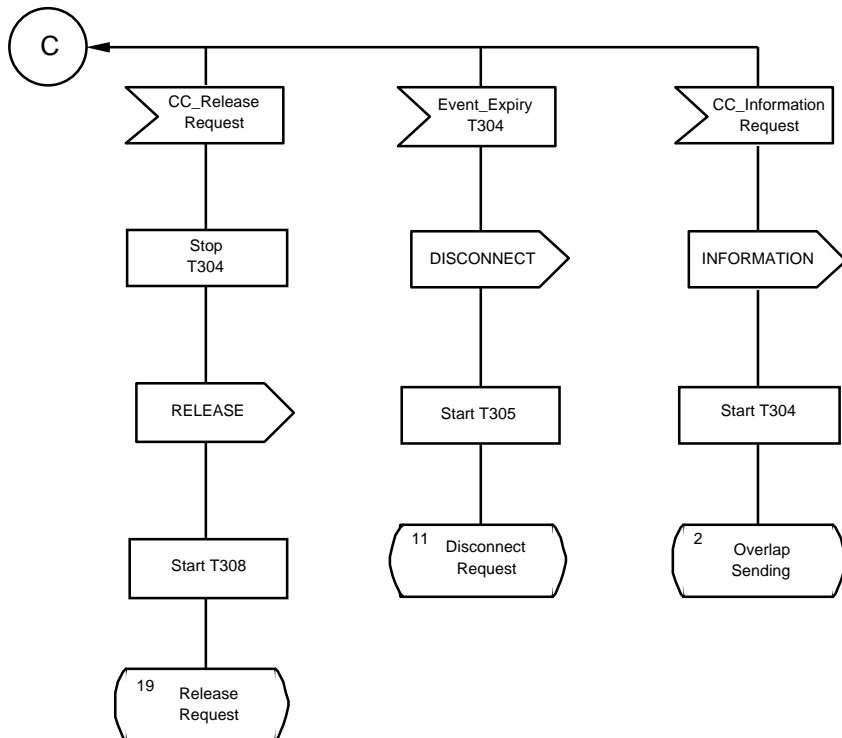 C
CC_Release
Request
Event_Expiry
T304
CC_Information
Request
Stop
T304
DISCONNECT
INFORMATION
RELEASE
Start T305
Start T304
11
Disconnect
Request
2
Overlap
Sending
Start T308
19
Release
Request